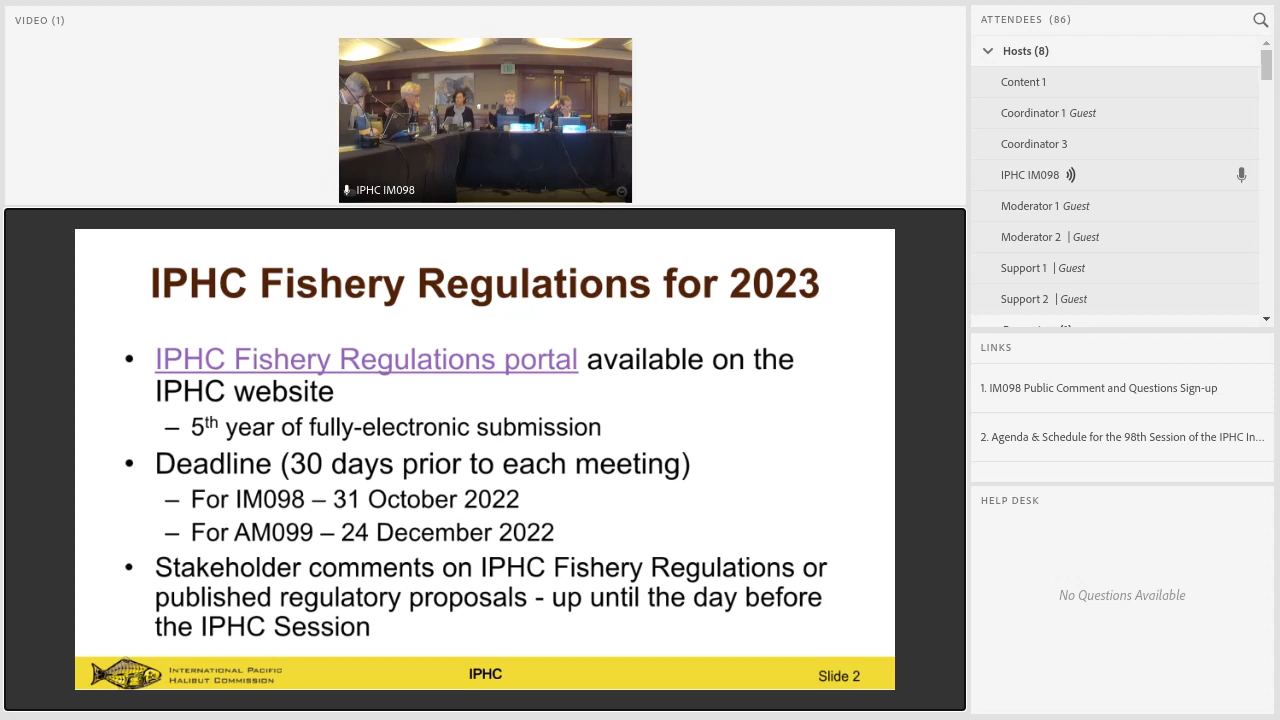 VIDEO (1)
IPHC IM098
IPHC Fishery Regulations for 2023
• IPHC Fishery Regulations portal available on the
IPHC website
– 5th year of fully-electronic submission
• Deadline (30 days prior to each meeting)
– For IM098 – 31 October 2022
– For AM099 – 24 December 2022
• Stakeholder comments on IPHC Fishery Regulations or
published regulatory proposals - up until the day before
the IPHC Session
INTERNATIONAL PACIFIC
HALIBUT COMMISSION
IPHC
Slide 2
ATTENDEES (86)
Hosts (8)
Content 1
Coordinator 1 Guest
Coordinator 3
IPHC IM098
Moderator 1 Guest
Moderator 2 | Guest
Support 1 | Guest
Support 2 | Guest
LINKS
1. IM098 Public Comment and Questions Sign-up
2. Agenda & Schedule for the 98th Session of the IPHC In...
HELP DESK
No Questions Available